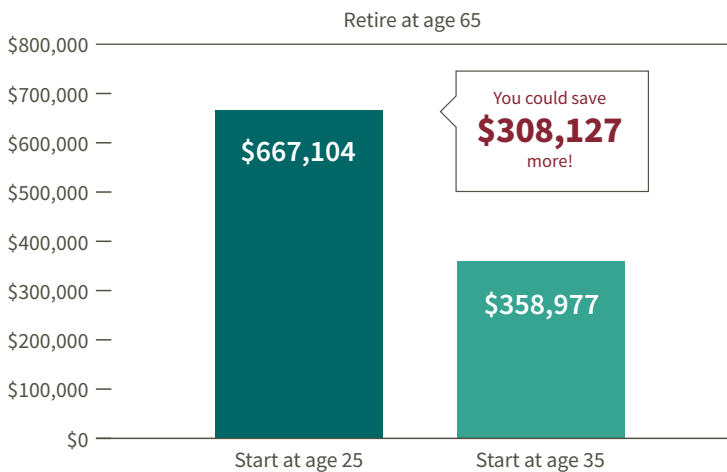 Retire at age 65
$800,000
$700,000
$600,000
$500,000
$400,000
$300,000
$200,000
$100,000
$0
$667,104
You could save
$308,127
more!
$358,977
Start at age 25
Start at age 35